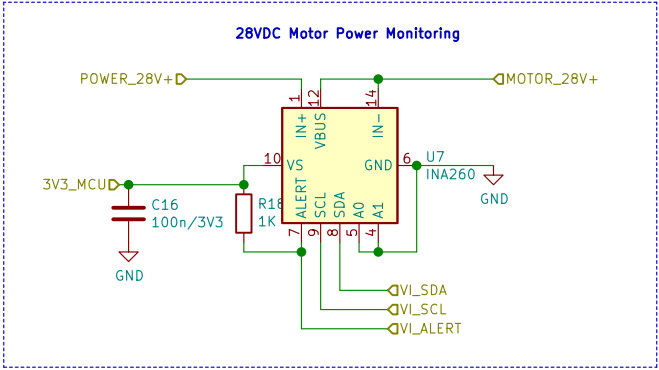 28VDC Motor Power Monitoring
POWER_28V+
MOTOR_28V+
1
12
14
IN+
VBUS
IN-
10
VS
GND
6
U7
INA260
GND
3V3_MCU
C16
100n/3V3
GND
R18
1K
ALERT
SCL
SDA
A0
A1
7
9
8
5
4
VI_SDA
VI_SCL
VI_ALERT